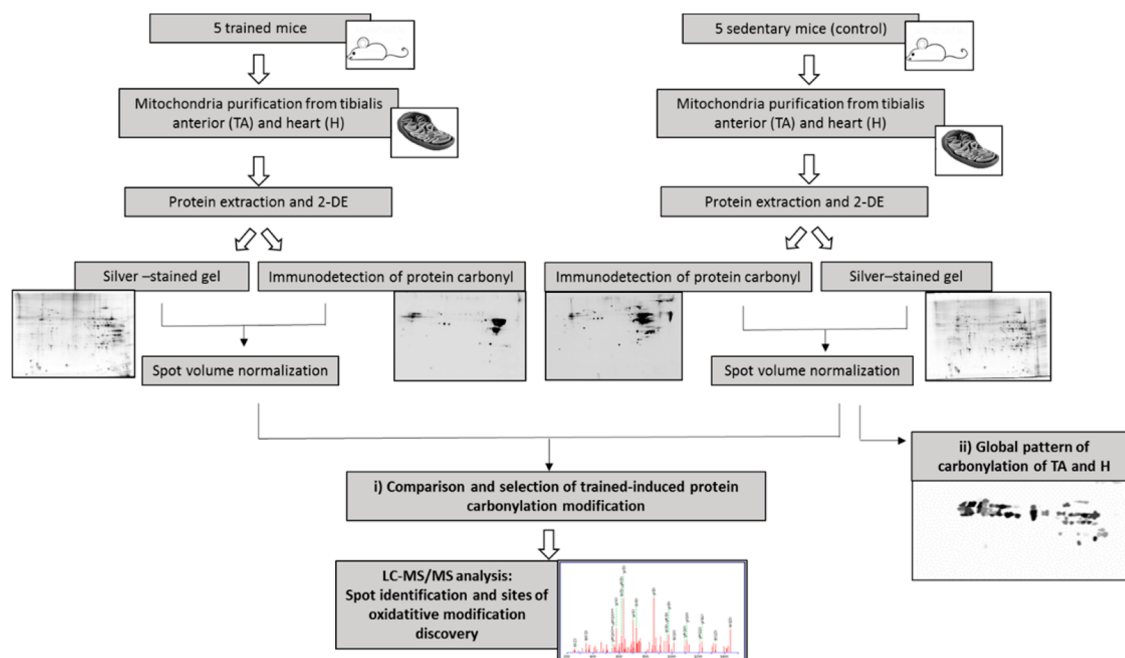 5 trained mice
5 sedentary mice (control)
Mitochondria purification from tibialis
anterior (TA) and heart (H)
Mitochondria purification from tibialis
anterior (TA) and heart (H)
Protein extraction and 2-DE
Protein extraction and 2-DE
Silver –stained gel
Immunodetection of protein carbonyl
Immunodetection of protein carbonyl
Silver–stained gel
Spot volume normalization
Spot volume normalization
ii) Global pattern of
carbonylation of TA and H
i) Comparison and selection of trained-induced protein
carbonylation modification
LC-MS/MS analysis:
Spot identification and sites of
oxidatitive modification
discovery